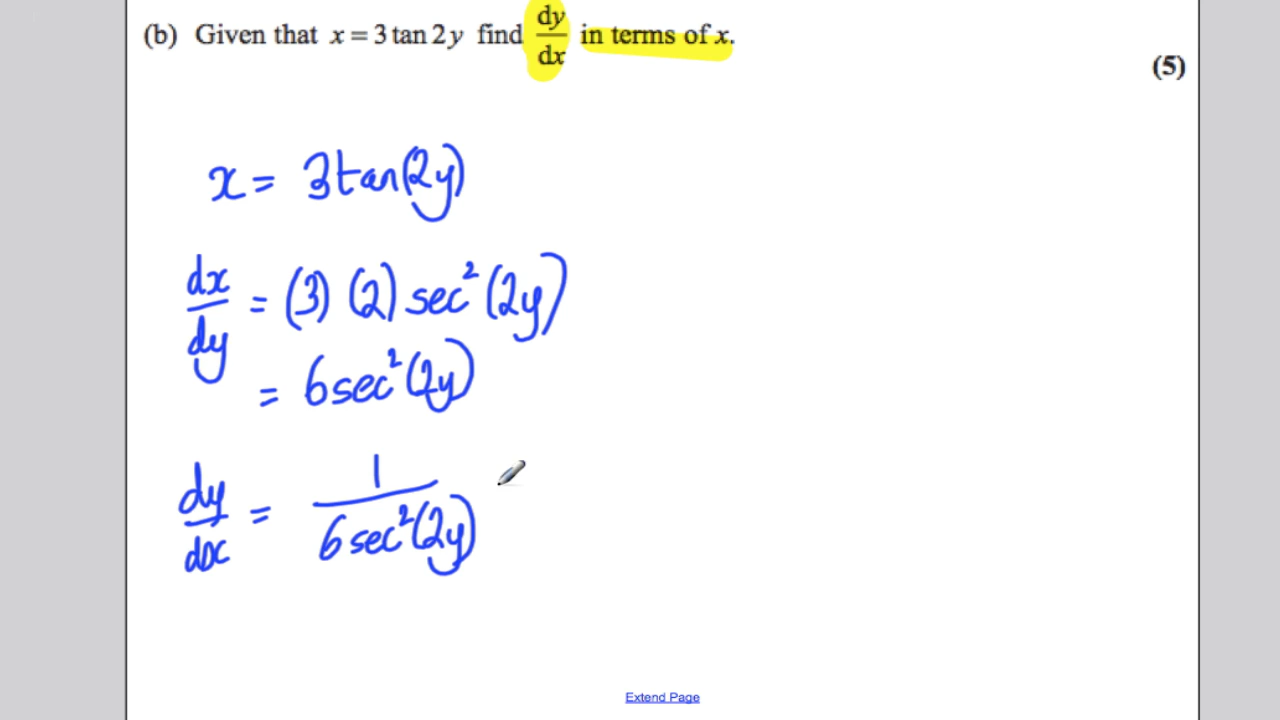 (b) Given that x = 3 tan 2y find dy/dx in terms of x.
(5)
x = 3tan(2y)
dx/dy = (3) (2) sec²(2y)
= 6sec²(2y)
dy/dx = 1/6sec²(2y)
Extend Page